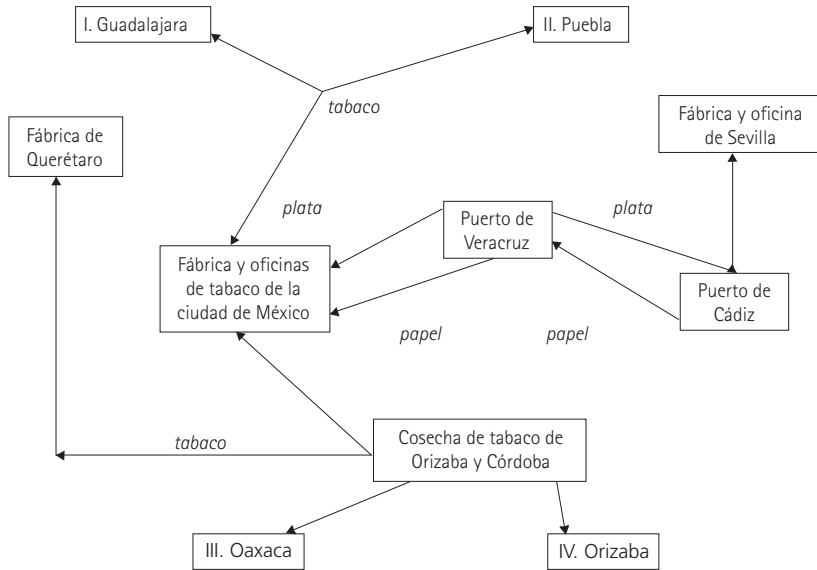 I. Guadalajara
II. Puebla
tabaco
Fábrica de
Querétaro
Fábrica y oficina
de Sevilla
plata
Puerto de
Veracruz
plata
Fábrica y oficinas
de tabaco de la
ciudad de México
Puerto de
Cádiz
papel
papel
tabaco
Cosecha de tabaco de
Orizaba y Córdoba
III. Oaxaca
IV. Orizaba